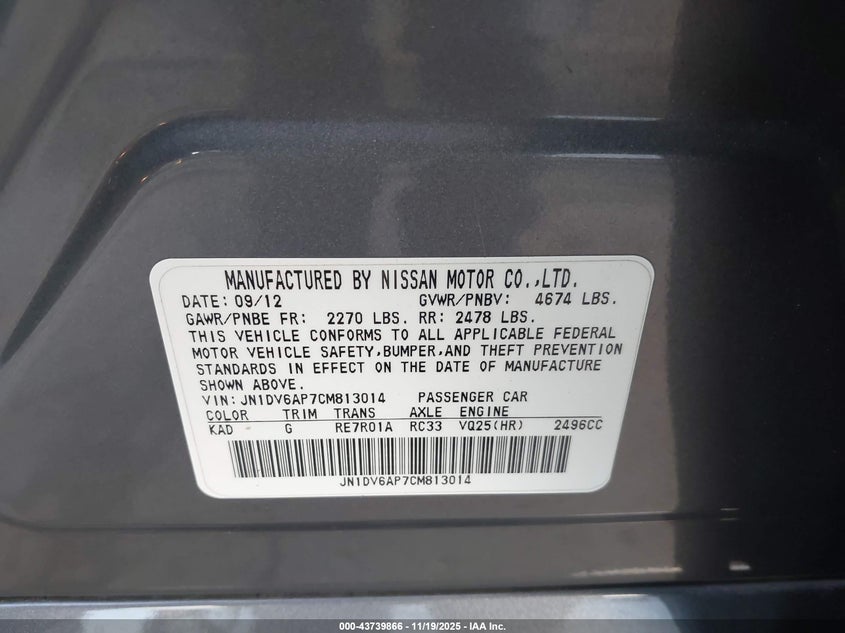 MANUFACTURED BY NISSAN MOTOR CO.,LTD.
DATE: 09/12 GVWR/PNBV: 4674 LBS.
GAWR/PNBE FR: 2270 LBS. RR: 2478 LBS.
THIS VEHICLE CONFORMS TO ALL APPLICABLE FEDERAL
MOTOR VEHICLE SAFETY,BUMPER,AND THEFT PREVENTION
STANDARDS IN EFFECT ON THE DATE OF MANUFACTURE
SHOWN ABOVE.
VIN: JN1DV6AP7CM813014 PASSENGER CAR
COLOR TRIM TRANS AXLE ENGINE
KAD G RE7R01A RC33 VQ25(HR) 2496CC
JN1DV6AP7CM813014
000-43739866 - 11/19/2025 - IAA Inc.